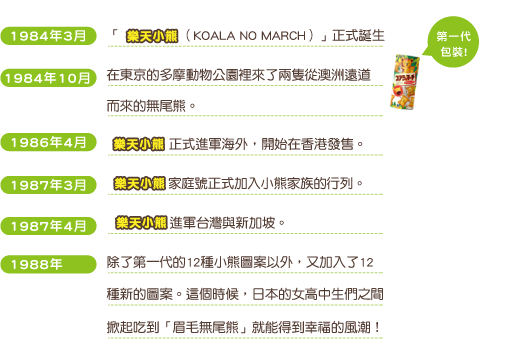 1984年3月
「 樂天小熊（KOALA NO MARCH）」正式誕生
第一代
包裝!
1984年10月
在東京的多摩動物公園裡來了兩隻從澳洲遠道
而來的無尾熊。
1986年4月
樂天小熊 正式進軍海外，開始在香港發售。
1987年3月
樂天小熊 家庭號正式加入小熊家族的行列。
1987年4月
樂天小熊 進軍台灣與新加坡。
1988年
除了第一代的12種小熊圖案以外，又加入了12
種新的圖案。這個時候，日本的女高中生們之間
掀起吃到「眉毛無尾熊」就能得到幸福的風潮！